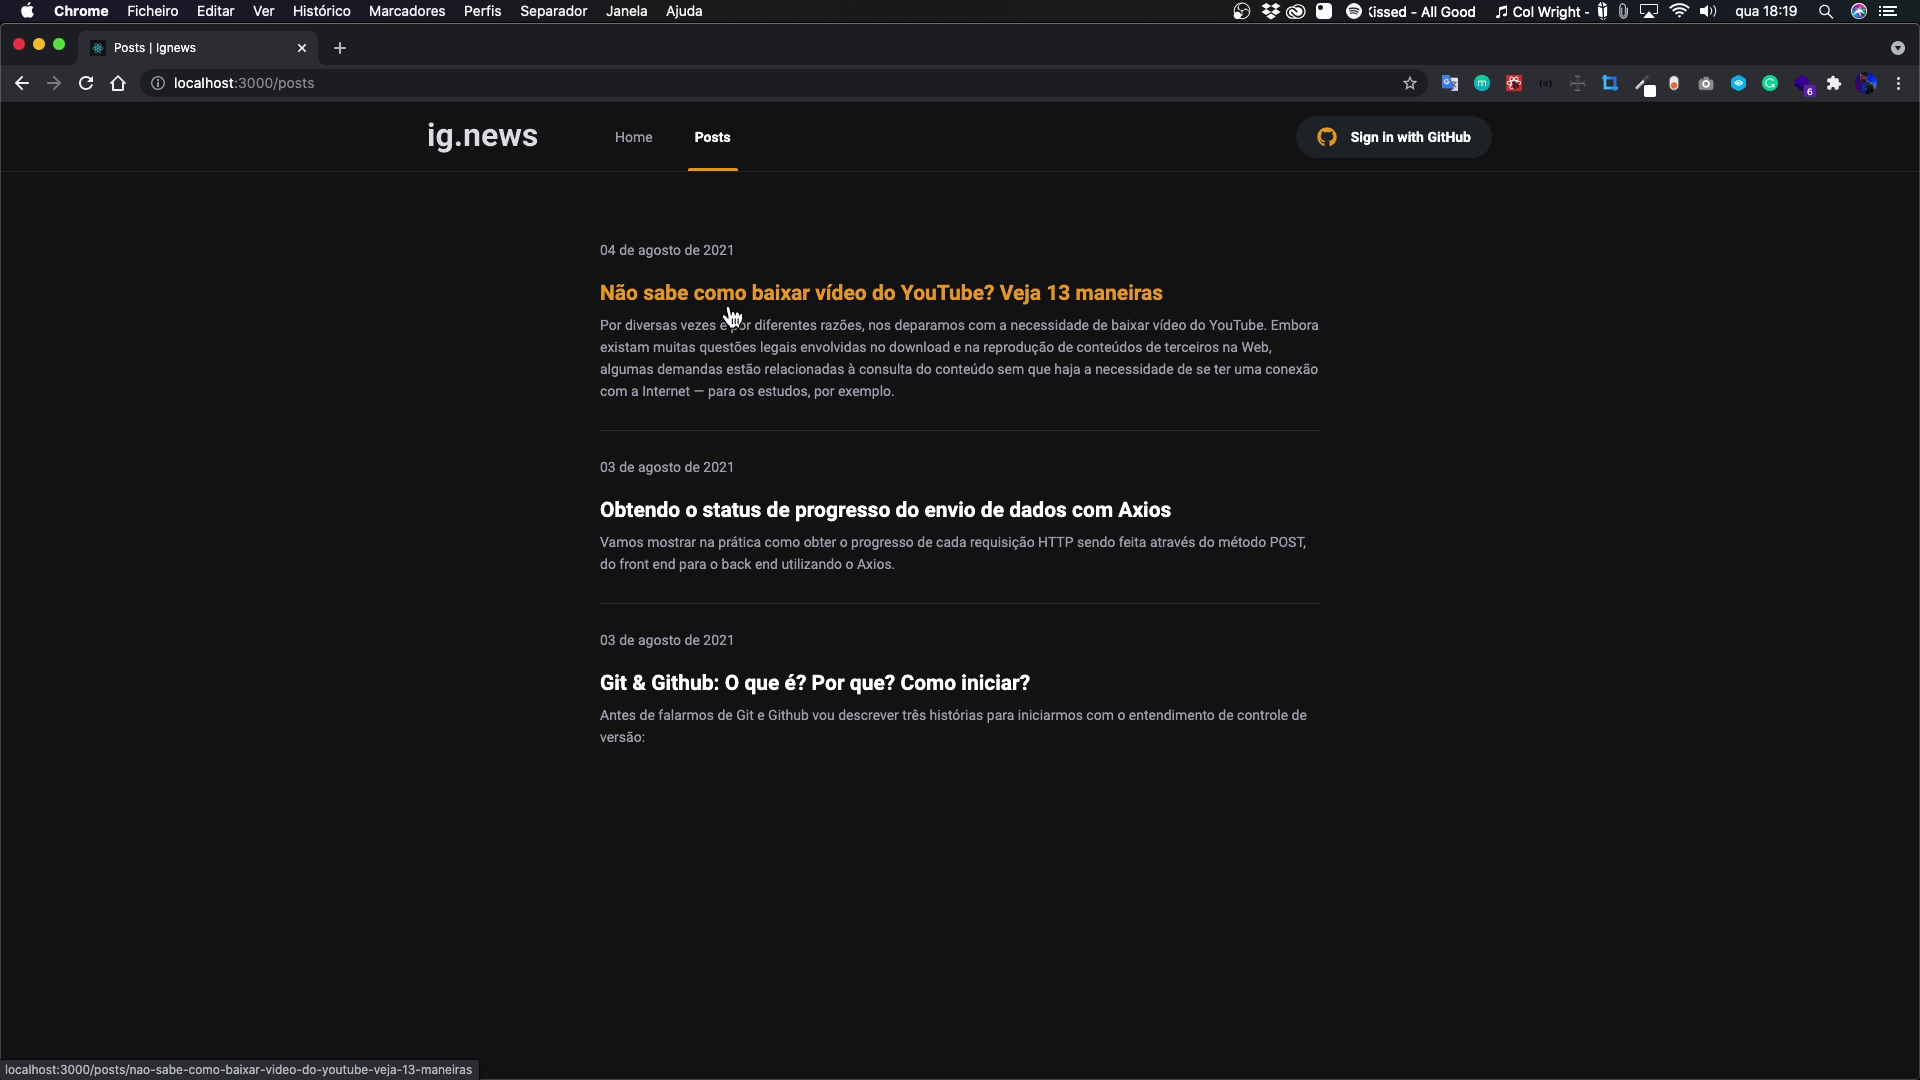 Chrome Ficheiro Editar Ver Histórico Marcadores Perfis Separador Janela Ajuda
issed - All Good
Col Wright -
qua 18:19
Posts | Ignews
localhost:3000/posts
6
ig.news
Home
Posts
Sign in with GitHub
04 de agosto de 2021
Não sabe como baixar vídeo do YouTube? Veja 13 maneiras
Por diversas vezes e por diferentes razões, nos deparamos com a necessidade de baixar vídeo do YouTube. Embora
existam muitas questões legais envolvidas no download e na reprodução de conteúdos de terceiros na Web,
algumas demandas estão relacionadas à consulta do conteúdo sem que haja a necessidade de se ter uma conexão
com a Internet — para os estudos, por exemplo.
03 de agosto de 2021
Obtendo o status de progresso do envio de dados com Axios
Vamos mostrar na prática como obter o progresso de cada requisição HTTP sendo feita através do método POST,
do front end para o back end utilizando o Axios.
03 de agosto de 2021
Git & Github: O que é? Por que? Como iniciar?
Antes de falarmos de Git e Github vou descrever três histórias para iniciarmos com o entendimento de controle de
versão:
localhost:3000/posts/nao-sabe-como-baixar-video-do-youtube-veja-13-maneiras